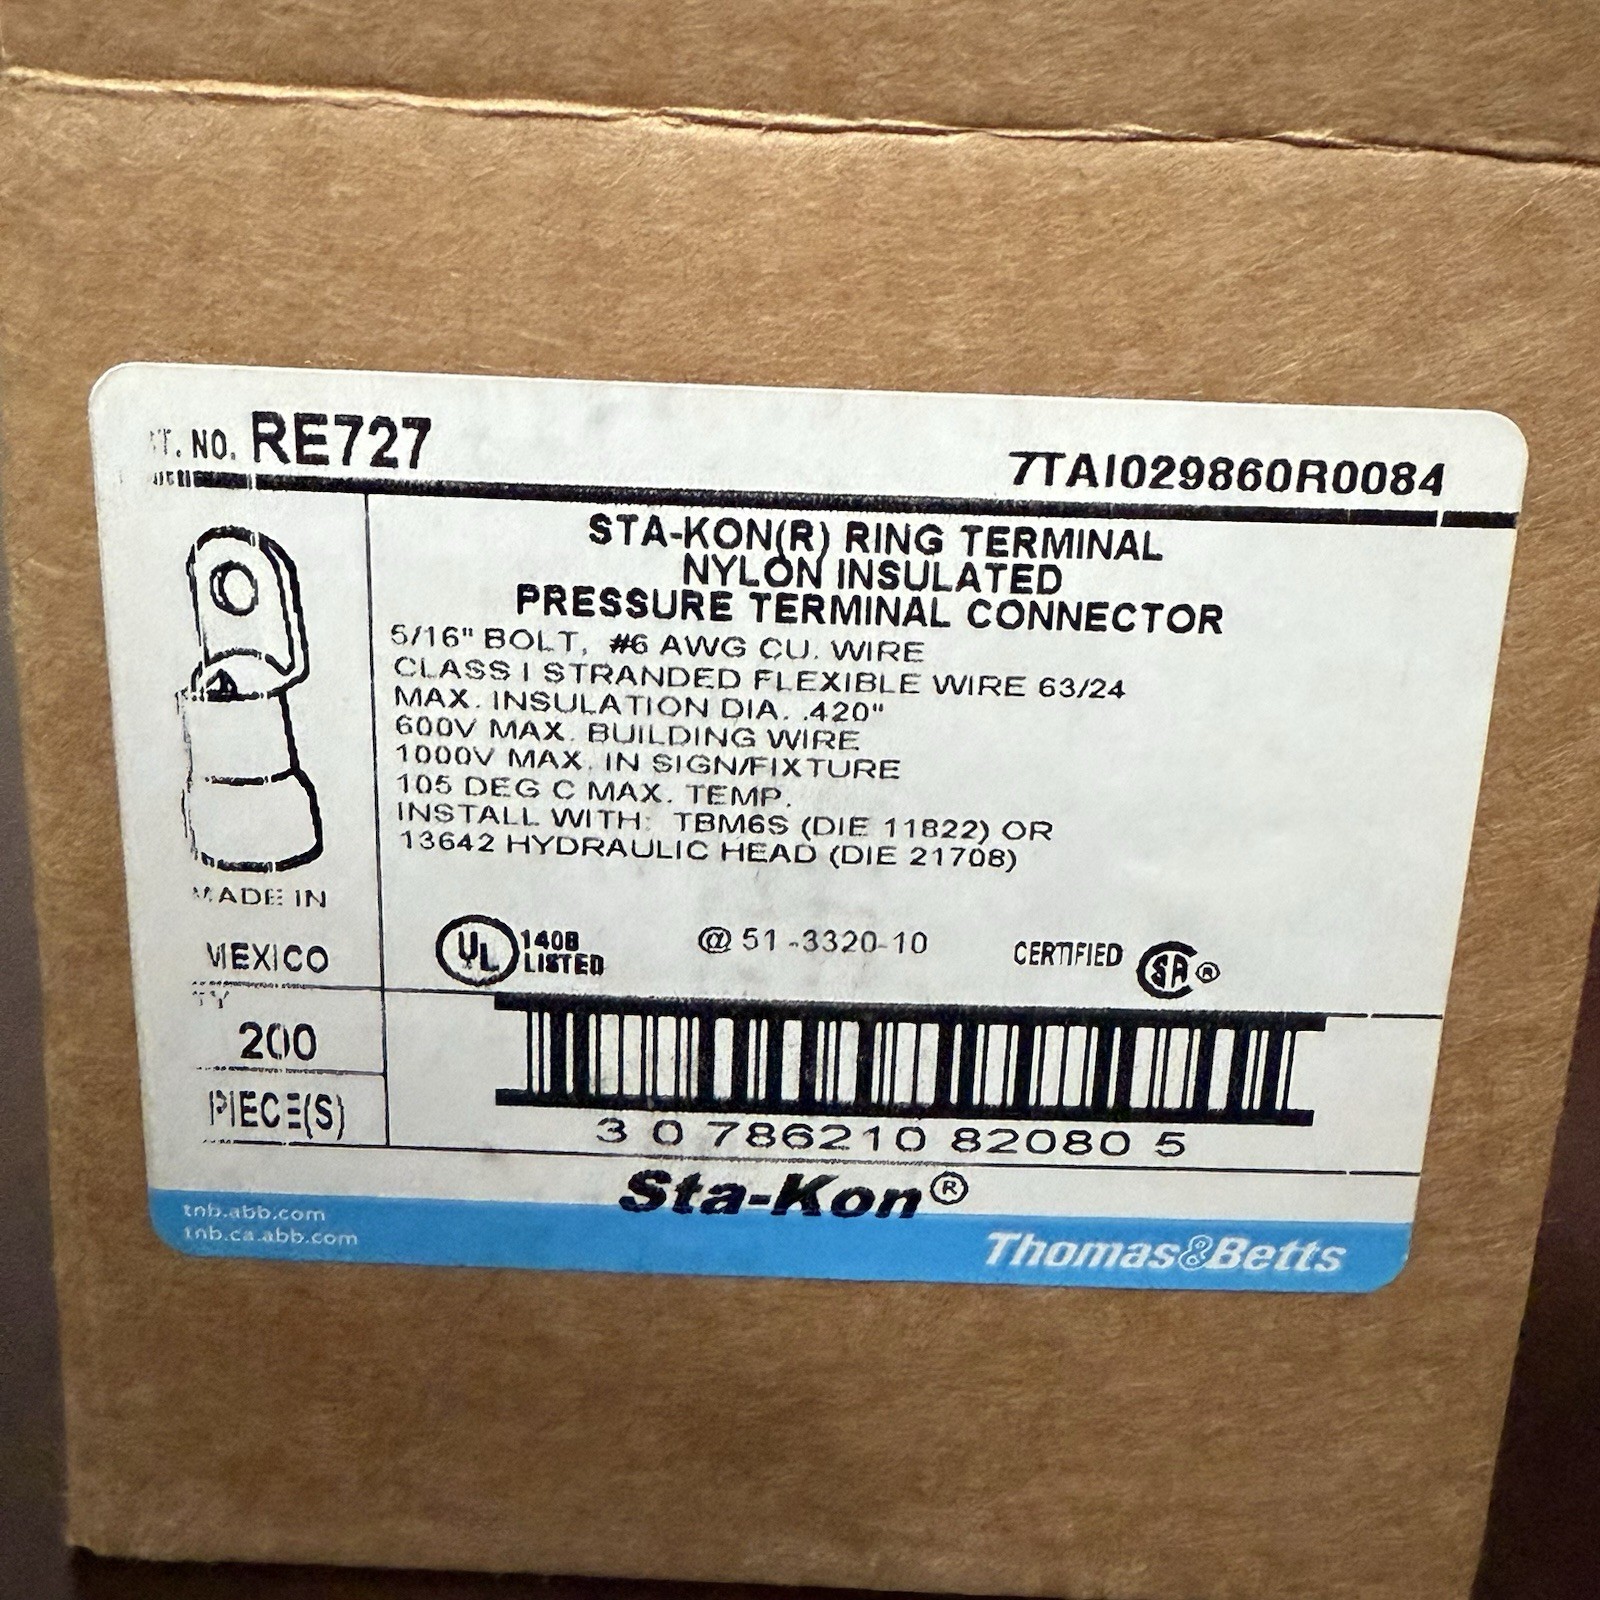 T. NO. RE727
7TAI029860R0084
STA-KON(R) RING TERMINAL
NYLON INSULATED
PRESSURE TERMINAL CONNECTOR
5/16" BOLT, #6 AWG CU. WIRE
CLASS I STRANDED FLEXIBLE WIRE 63/24
MAX. INSULATION DIA. .420"
600V MAX. BUILDING WIRE
1000V MAX. IN SIGN/FIXTURE
105 DEG C MAX. TEMP.
INSTALL WITH: TBM6S (DIE 11822) OR
13642 HYDRAULIC HEAD (DIE 21708)
MADE IN
MEXICO
UL 140B
LISTED
@ 51-3320-10
CERTIFIED SA®
TY
200
PIECE(S)
3 0 786210 82080 5
Sta-Kon®
tnb.abb.com
tnb.ca.abb.com
Thomas&Betts